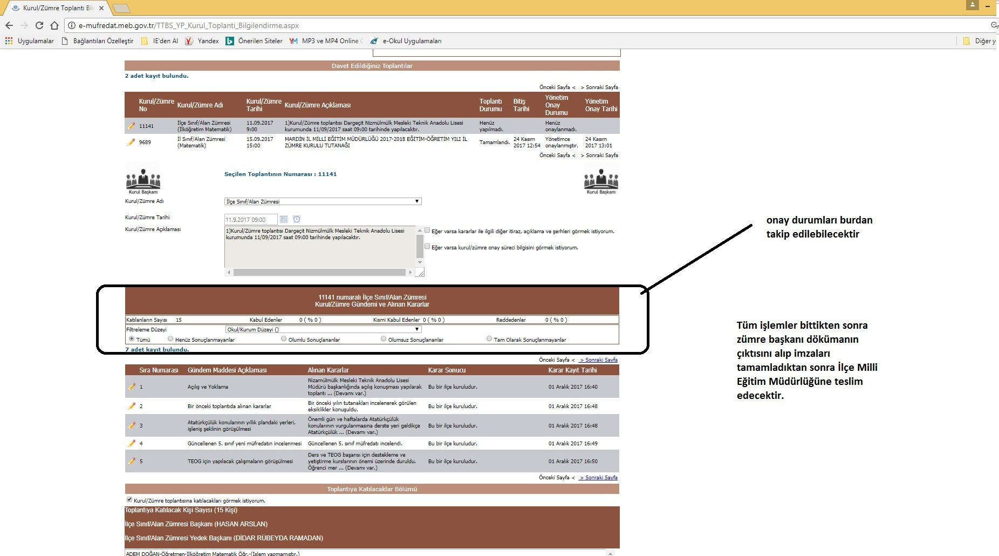 Kurul/Zümre Toplantı Bil
e-mufredat.meb.gov.tr/TTBS_YP_Kurul_Toplanti_Bilgilendirme.aspx
Uygulamalar Bağlantıları Özelleştir IE'den Al Yandex Önerilen Siteler MP3 ve MP4 Online e-Okul Uygulamaları Diğer y
Davet Edildiğiniz Toplantılar
2 adet kayıt bulundu.
Önceki Sayfa < > Sonraki Sayfa
Kurul/Zümre No Kurul/Zümre Adı Kurul/Zümre Tarihi Kurul/Zümre Açıklaması Toplantı Durumu Bitiş Tarihi Yönetim Onay Durumu Yönetim Onay Tarihi
11141 İlçe Sınıf/Alan Zümresi (İlköğretim Matematik) 11.09.2017 9:00 1)Kurul/Zümre toplantısı Dargeçit Nizmülmülk Mesleki Teknik Anadolu Lisesi kurumunda 11/09/2017 saat 09:00 tarihinde yapılacaktır. Henüz yapılmadı. Henüz onaylanmadı.
9689 İl Sınıf/Alan Zümresi (Matematik) 15.09.2017 15:00 MARDİN İL MİLLİ EĞİTİM MÜDÜRLÜĞÜ 2017-2018 EĞİTİM-ÖĞRETİM YILI İL ZÜMRE KURULU TUTANAĞI Tamamlandı. 24 Kasım 2017 12:54 Yönetimce onaylanmıştır. 24 Kasım 2017 13:01
Önceki Sayfa < > Sonraki Sayfa
Kurul Başkanı
Seçilen Toplantının Numarası : 11141
Kurul Başkanı
Kurul/Zümre Adı İlçe Sınıf/Alan Zümresi
Kurul/Zümre Tarihi 11.9.2017 09:00
Kurul/Zümre Açıklaması
1)Kurul/Zümre toplantısı Dargeçit Nizmülmülk Mesleki Teknik Anadolu Lisesi
kurumunda 11/09/2017 saat 09:00 tarihinde yapılacaktır.
Eğer varsa kararlar ile ilgili diğer itiraz, açıklama ve şerhleri görmek istiyorum.
Eğer varsa kurul/zümre onay süreci bilgisini görmek istiyorum.
onay durumları burdan
takip edilebilecektir
11141 numaralı İlçe Sınıf/Alan Zümresi
Kurul/Zümre Gündemi ve Alınan Kararlar
Katılanların Sayısı 15 Kabul Edenler 0 ( % 0 ) Kısmi Kabul Edenler 0 ( % 0 ) Reddedenler 0 ( % 0 )
Filtreleme Düzeyi Okul/Kurum Düzeyi ()
Tümü Henüz Sonuçlanmayanlar Olumlu Sonuçlananlar Olumsuz Sonuçlananlar Tam Olarak Sonuçlanmayanlar
7 adet kayıt bulundu.
Tüm işlemler bittikten sonra
zümre başkanı dökümanın
çıktısını alıp imzaları
tamamladıktan sonra İlçe Milli
Eğitim Müdürlüğüne teslim
edecektir.
Önceki Sayfa < > Sonraki Sayfa
Sıra Numarası Gündem Maddesi Açıklaması Alınan Kararlar Karar Sonucu Karar Kayıt Tarihi
1 Açılış ve Yoklama Nizamülmülk Mesleki Teknik Anadolu Lisesi Müdürü başkanlığında açılış konuşması yapılarak toplantı ... (Devamı var.) Bu bir ilçe kuruludur. 01 Aralık 2017 16:40
2 Bir önceki toplantıda alınan kararlar Bir önceki yılın tutanakları incelenerek görülen eksiklikler konuşuldu. Bu bir ilçe kuruludur. 01 Aralık 2017 16:48
3 Atatürkçülük konularının yıllık plandaki yerleri, işleniş şeklinin görüşülmesi Önemli gün ve haftalarda Atatürkçülük konularının vurgulanmasına derste yeri geldikçe Atatürkçülük ... (Devamı var.) Bu bir ilçe kuruludur. 01 Aralık 2017 16:48
4 Güncellenen 5. sınıf yeni müfredatın incelenmesi Güncellenen 5. sınıf müfredatı incelendi. Bu bir ilçe kuruludur. 01 Aralık 2017 16:49
5 TEOG için yapılacak çalışmaların görüşülmesi Ders ve TEOG başarısı için destekleme ve yetiştirme kurslarının önemi üzerinde duruldu. Öğrenci mer ... (Devamı var.) Bu bir ilçe kuruludur. 01 Aralık 2017 16:50
Önceki Sayfa < > Sonraki Sayfa
Toplantıya Katılacaklar Bölümü
Kurul/Zümre toplantısına katılacakları görmek istiyorum.
Toplantıya Katılacak Kişi Sayısı (15 Kişi)
İlçe Sınıf/Alan Zümresi Başkanı (HASAN ARSLAN)
İlçe Sınıf/Alan Zümresi Yedek Başkanı (DİDAR RÜBEYDA RAMADAN)
ADEM DOĞAN-Öğretmen-İlköğretim Matematik Öğr.-(İşlem yapmamıştır.)